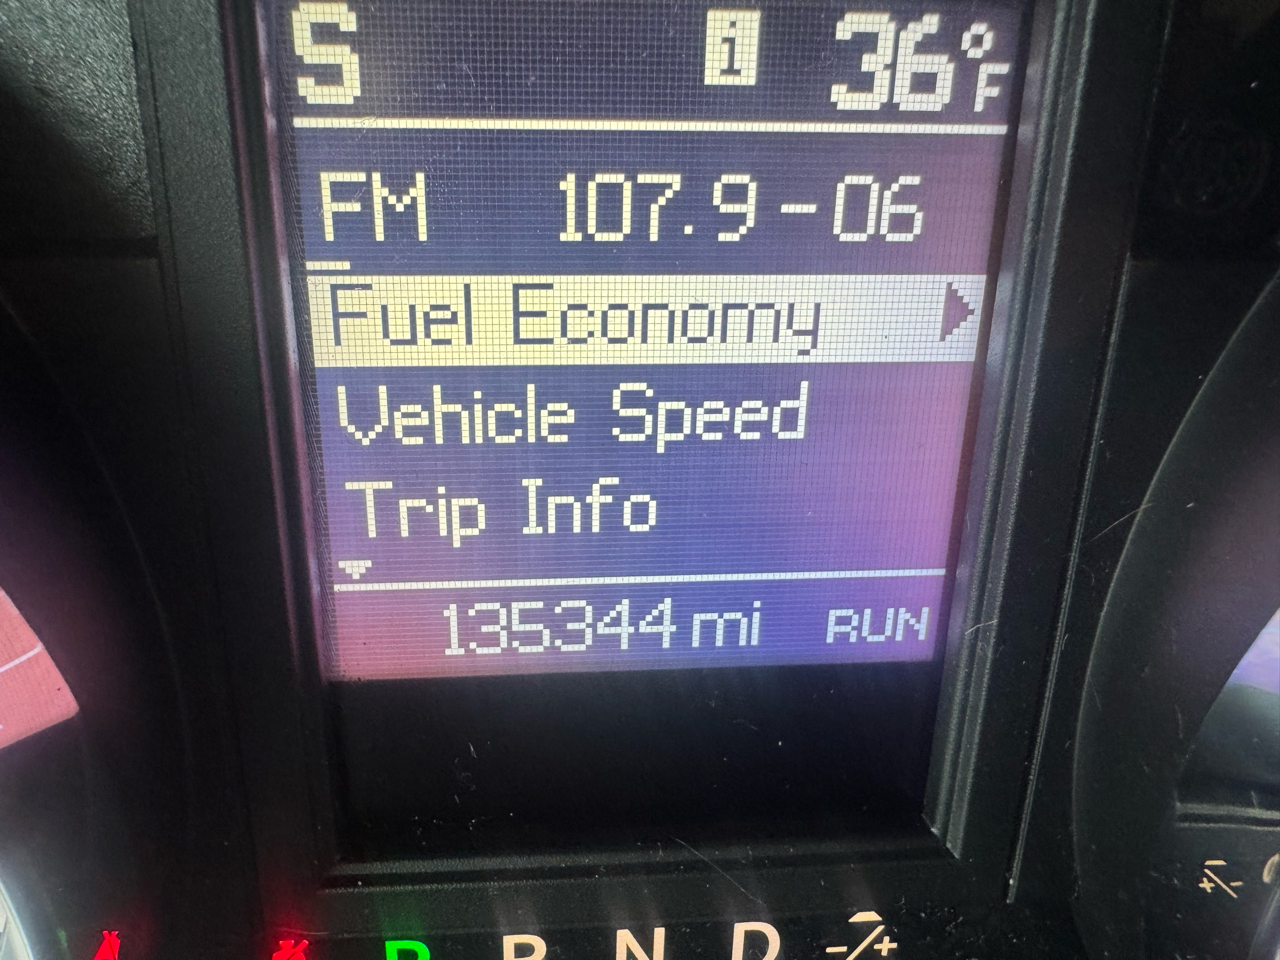 S i 36°F
FM 107.9-06
Fuel Economy
Vehicle Speed
Trip Info
135344 mi RUN
P R N D -/+
+/-